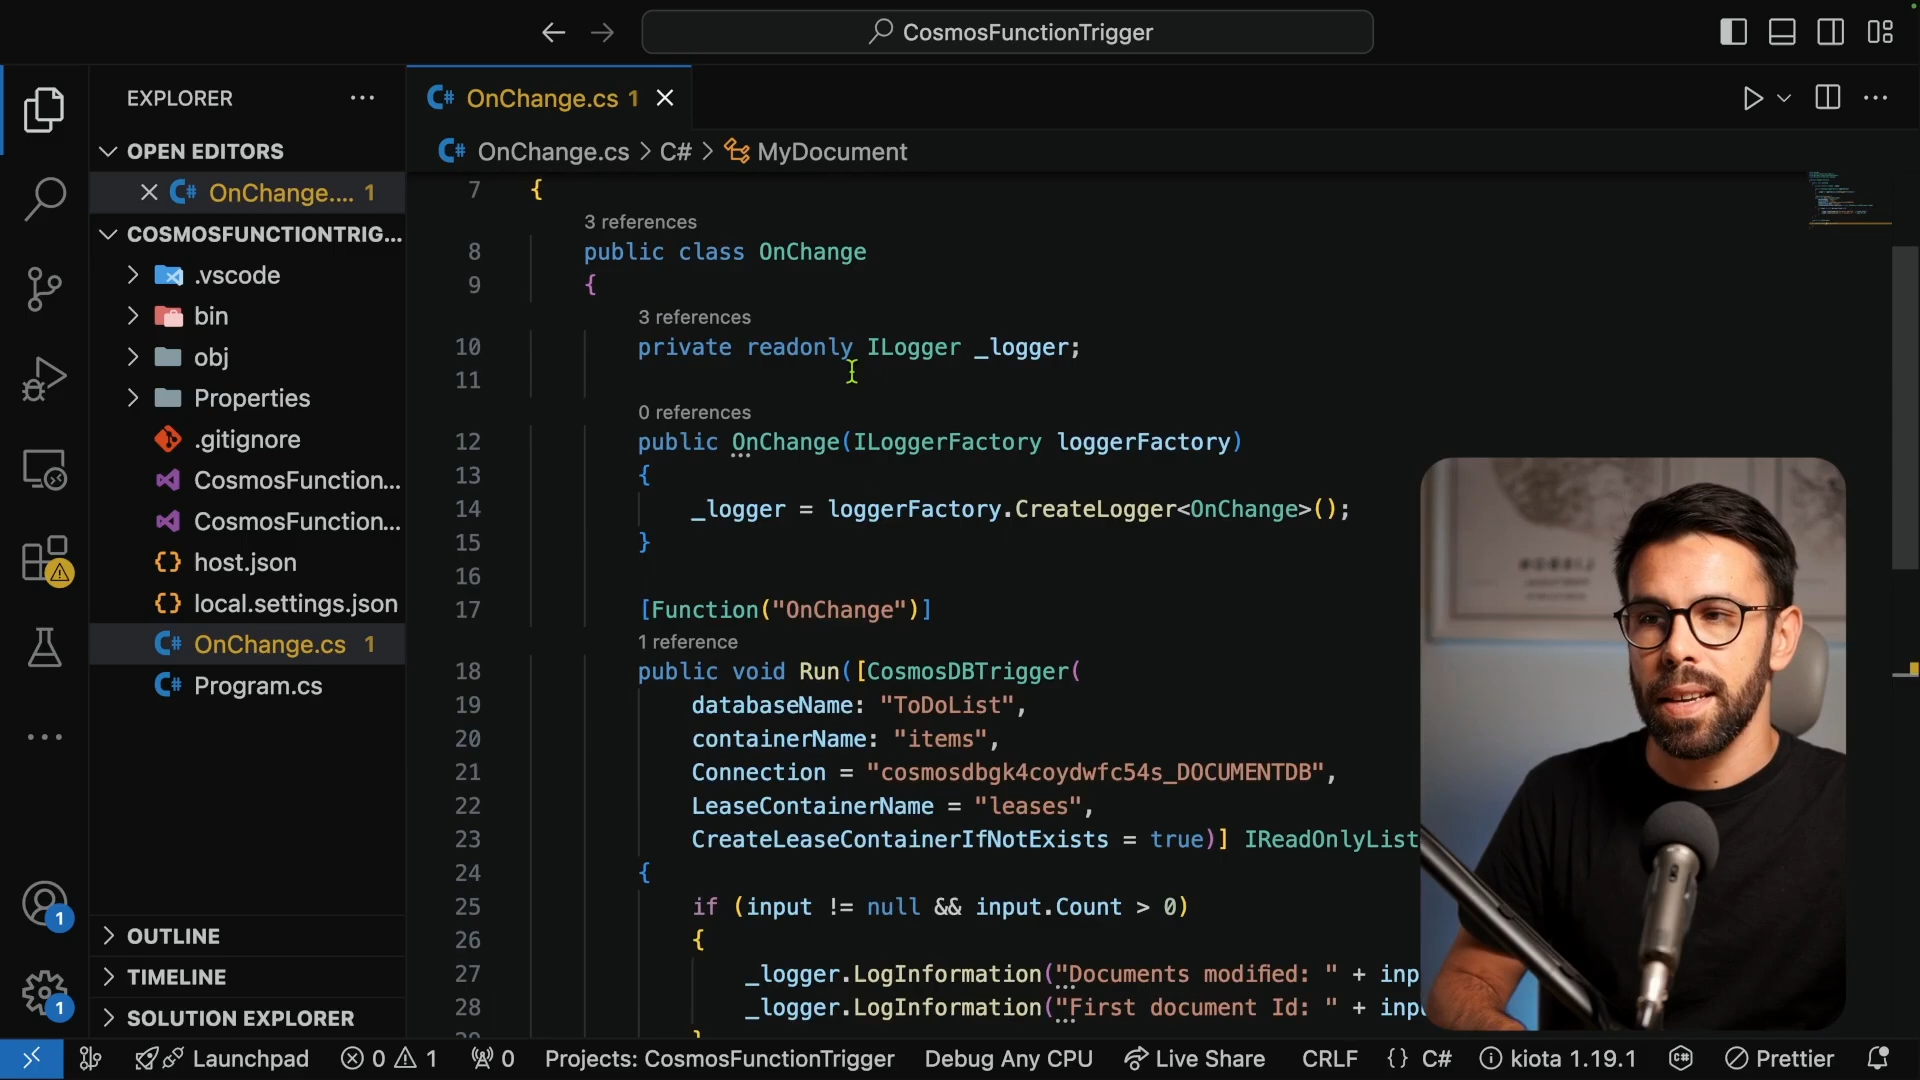 CosmosFunctionTrigger
EXPLORER
OnChange.cs 1
OPEN EDITORS
OnChange.cs > C# > MyDocument
OnChange.... 1
COSMOSFUNCTIONTRIG...
.vscode
bin
obj
Properties
.gitignore
CosmosFunction...
CosmosFunction...
host.json
local.settings.json
OnChange.cs 1
Program.cs
OUTLINE
TIMELINE
SOLUTION EXPLORER
7 {
3 references
8 public class OnChange
9 {
3 references
10 private readonly ILogger _logger;
11
0 references
12 public OnChange(ILoggerFactory loggerFactory)
13 {
14 _logger = loggerFactory.CreateLogger<OnChange>();
15 }
16
17 [Function("OnChange")]
1 reference
18 public void Run([CosmosDBTrigger(
19 databaseName: "ToDoList",
20 containerName: "items",
21 Connection = "cosmosdbgk4coydwfc54s_DOCUMENTDB",
22 LeaseContainerName = "leases",
23 CreateLeaseContainerIfNotExists = true)] IReadOnlyList
24 {
25 if (input != null && input.Count > 0)
26 {
27 _logger.LogInformation("Documents modified: " + inp
28 _logger.LogInformation("First document Id: " + inp
1
1
Launchpad 0 1 0 Projects: CosmosFunctionTrigger Debug Any CPU Live Share CRLF {} C# kiota 1.19.1 Prettier